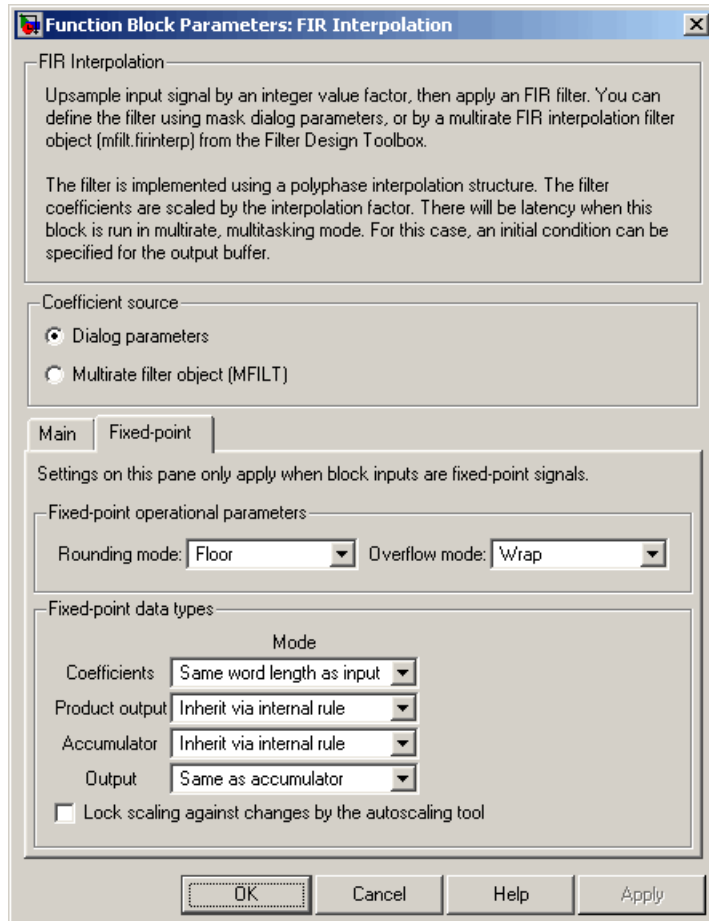 Function Block Parameters: FIR Interpolation
FIR Interpolation
Upsample input signal by an integer value factor, then apply an FIR filter. You can
define the filter using mask dialog parameters, or by a multirate FIR interpolation filter
object (mfilt.firinterp) from the Filter Design Toolbox.
The filter is implemented using a polyphase interpolation structure. The filter
coefficients are scaled by the interpolation factor. There will be latency when this
block is run in multirate, multitasking mode. For this case, an initial condition can be
specified for the output buffer.
Coefficient source
Dialog parameters
Multirate filter object (MFILT)
Main Fixed-point
Settings on this pane only apply when block inputs are fixed-point signals.
Fixed-point operational parameters
Rounding mode: Floor Overflow mode: Wrap
Fixed-point data types
Mode
Coefficients Same word length as input
Product output Inherit via internal rule
Accumulator Inherit via internal rule
Output Same as accumulator
Lock scaling against changes by the autoscaling tool
OK Cancel Help Apply